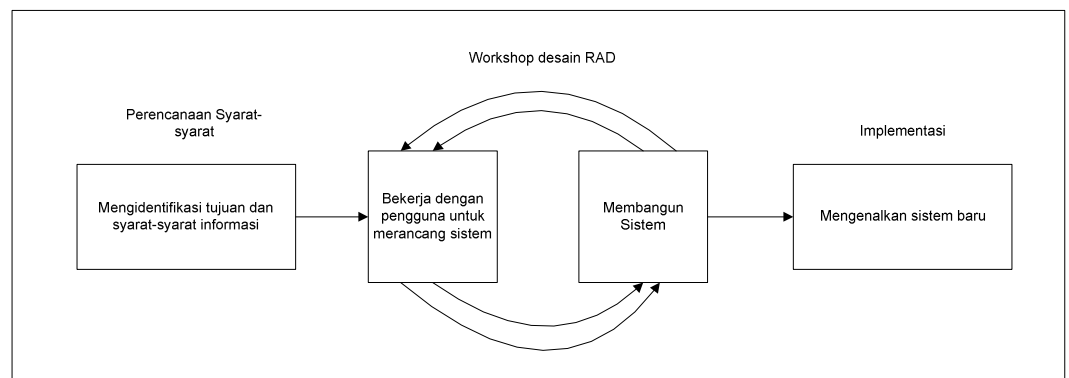 Workshop desain RAD
Perencanaan Syarat-
syarat
Implementasi
Mengidentifikasi tujuan dan
syarat-syarat informasi
Bekerja dengan
pengguna untuk
merancang sistem
Membangun
Sistem
Mengenalkan sistem baru